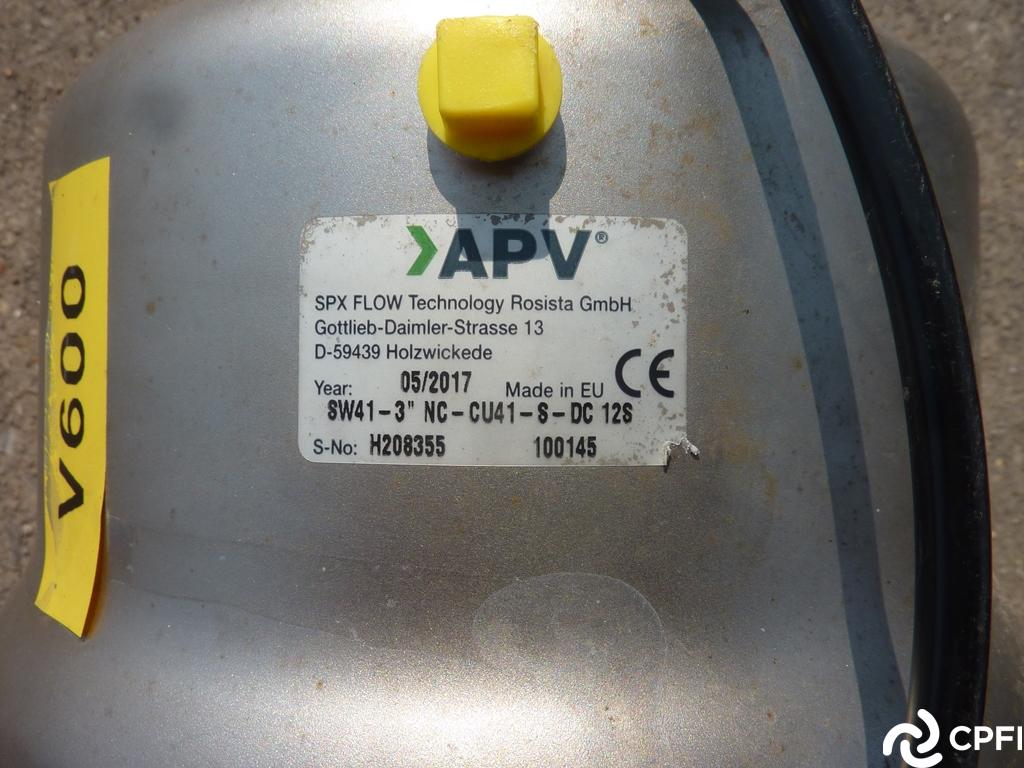 APV®
SPX FLOW Technology Rosista GmbH
Gottlieb-Daimler-Strasse 13
D-59439 Holzwickede
Year: 05/2017 Made in EU CE
SW41-3" NC-CU41-S-DC 12S
S-No: H208355 100145
V600
CPFI